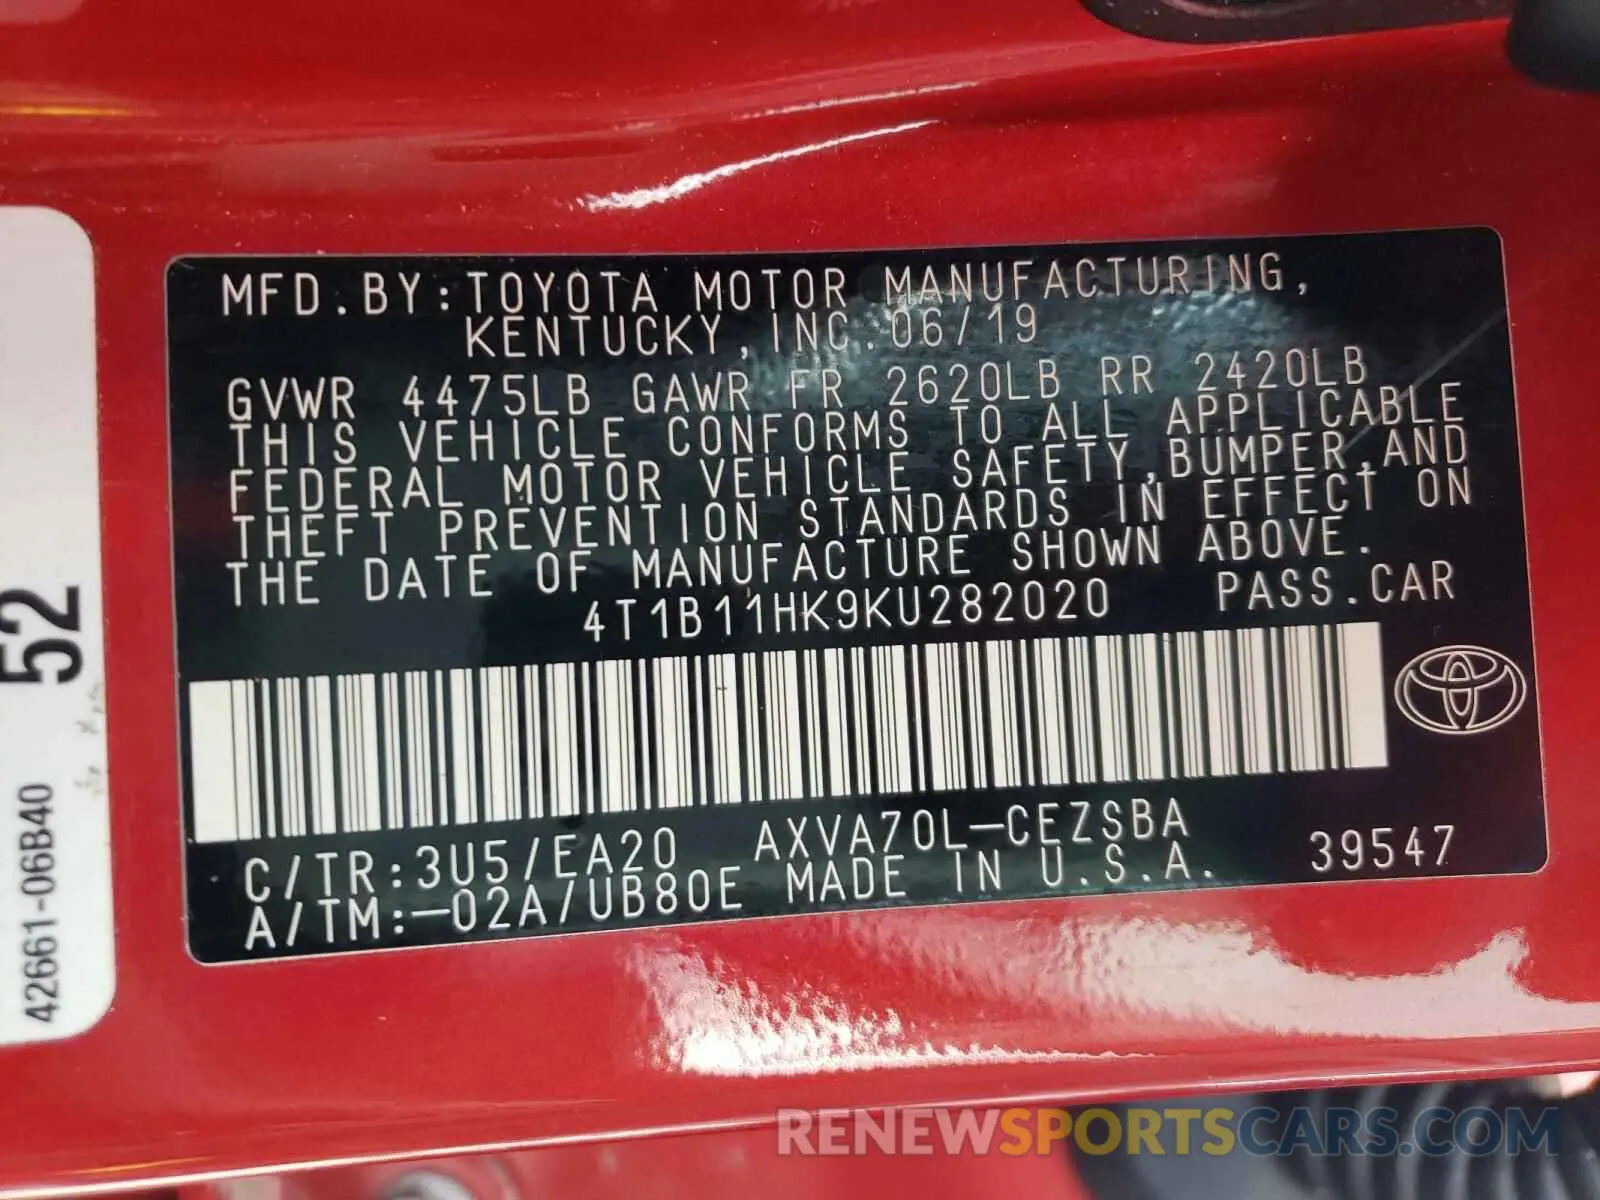 MFD.BY:TOYOTA MOTOR MANUFACTURING,
KENTUCKY,INC.06/19
GVWR 4475LB GAWR FR 2620LB RR 2420LB
THIS VEHICLE CONFORMS TO ALL APPLICABLE
FEDERAL MOTOR VEHICLE SAFETY,BUMPER,AND
THEFT PREVENTION STANDARDS IN EFFECT ON
THE DATE OF MANUFACTURE SHOWN ABOVE.
4T1B11HK9KU282020 PASS.CAR
C/TR:3U5/EA20 AXVA70L-CEZSBA 39547
A/TM:-02A/UB80E MADE IN U.S.A.
52
42661-06B40
RENEWSPORTSCARS.COM